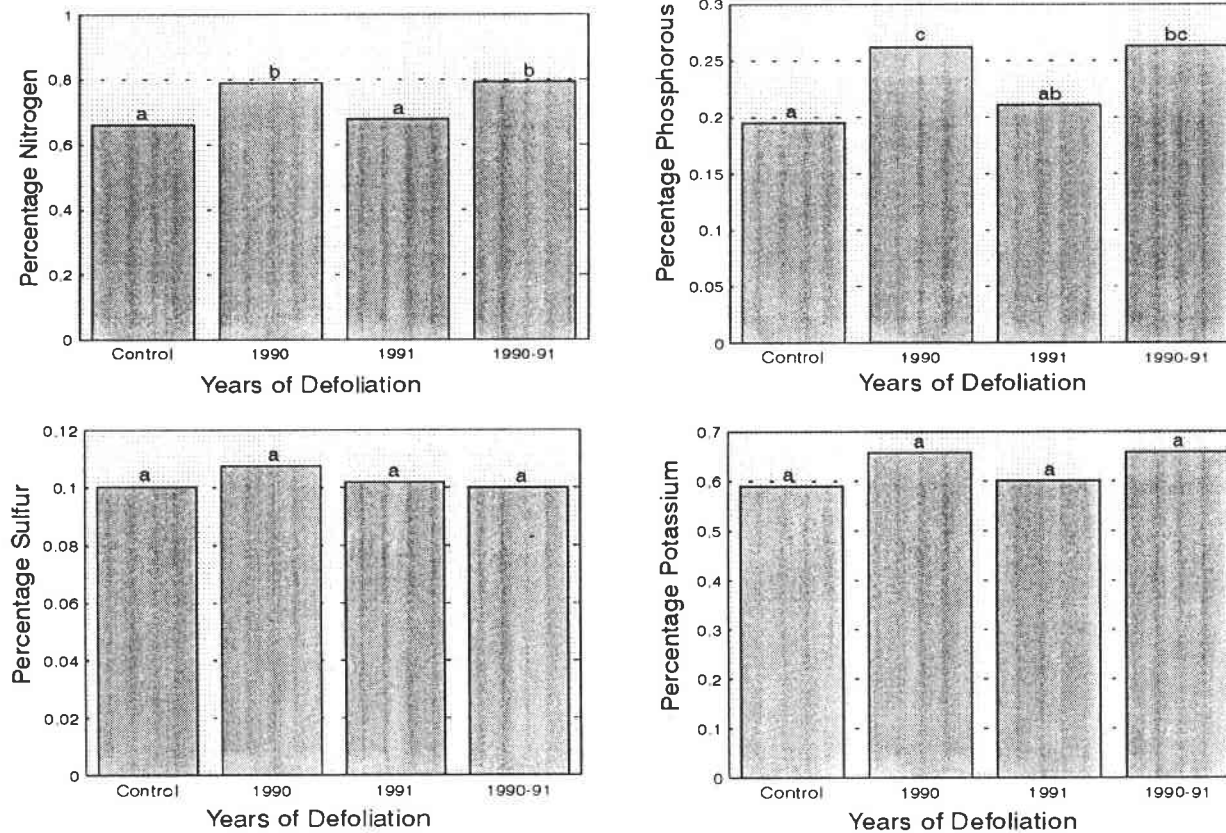 Percentage Nitrogen
1
0.8
0.6
0.4
0.2
0
a
b
a
b
Control 1990 1991 1990-91
Years of Defoliation
Percentage Phosphorous
0.3
0.25
0.2
0.15
0.1
0.05
0
a
c
ab
bc
Control 1990 1991 1990-91
Years of Defoliation
Percentage Sulfur
0.12
0.1
0.08
0.06
0.04
0.02
0
a
a
a
a
Control 1990 1991 1990-91
Years of Defoliation
Percentage Potassium
0.7
0.6
0.5
0.4
0.3
0.2
0.1
0
a
a
a
a
Control 1990 1991 1990-91
Years of Defoliation